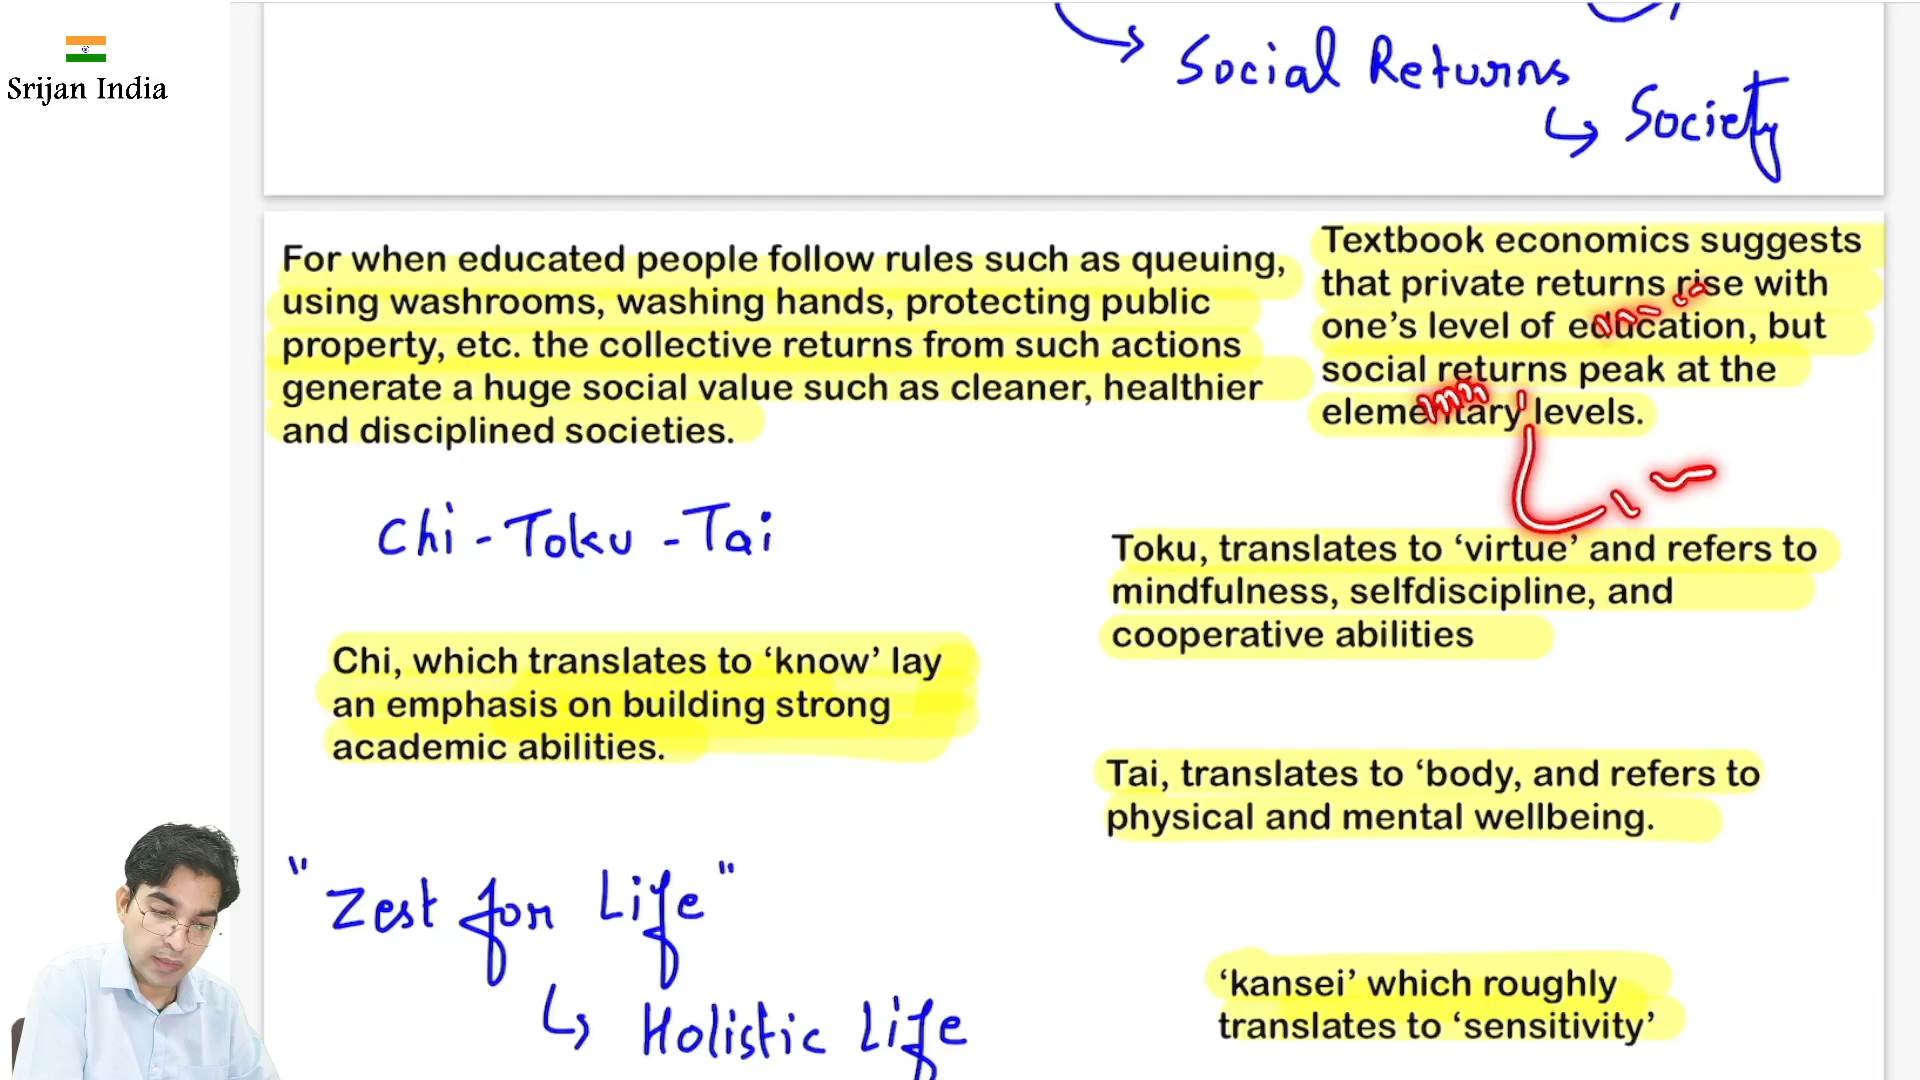 Srijan India
Social Returns
Society
For when educated people follow rules such as queuing,
using washrooms, washing hands, protecting public
property, etc. the collective returns from such actions
generate a huge social value such as cleaner, healthier
and disciplined societies.
Textbook economics suggests
that private returns rise with
one’s level of education, but
social returns peak at the
elementary levels.
Chi - Toku - Tai
Toku, translates to ‘virtue’ and refers to
mindfulness, selfdiscipline, and
cooperative abilities
Chi, which translates to ‘know’ lay
an emphasis on building strong
academic abilities.
Tai, translates to ‘body, and refers to
physical and mental wellbeing.
"Zest for Life"
Holistic Life
‘kansei’ which roughly
translates to ‘sensitivity’